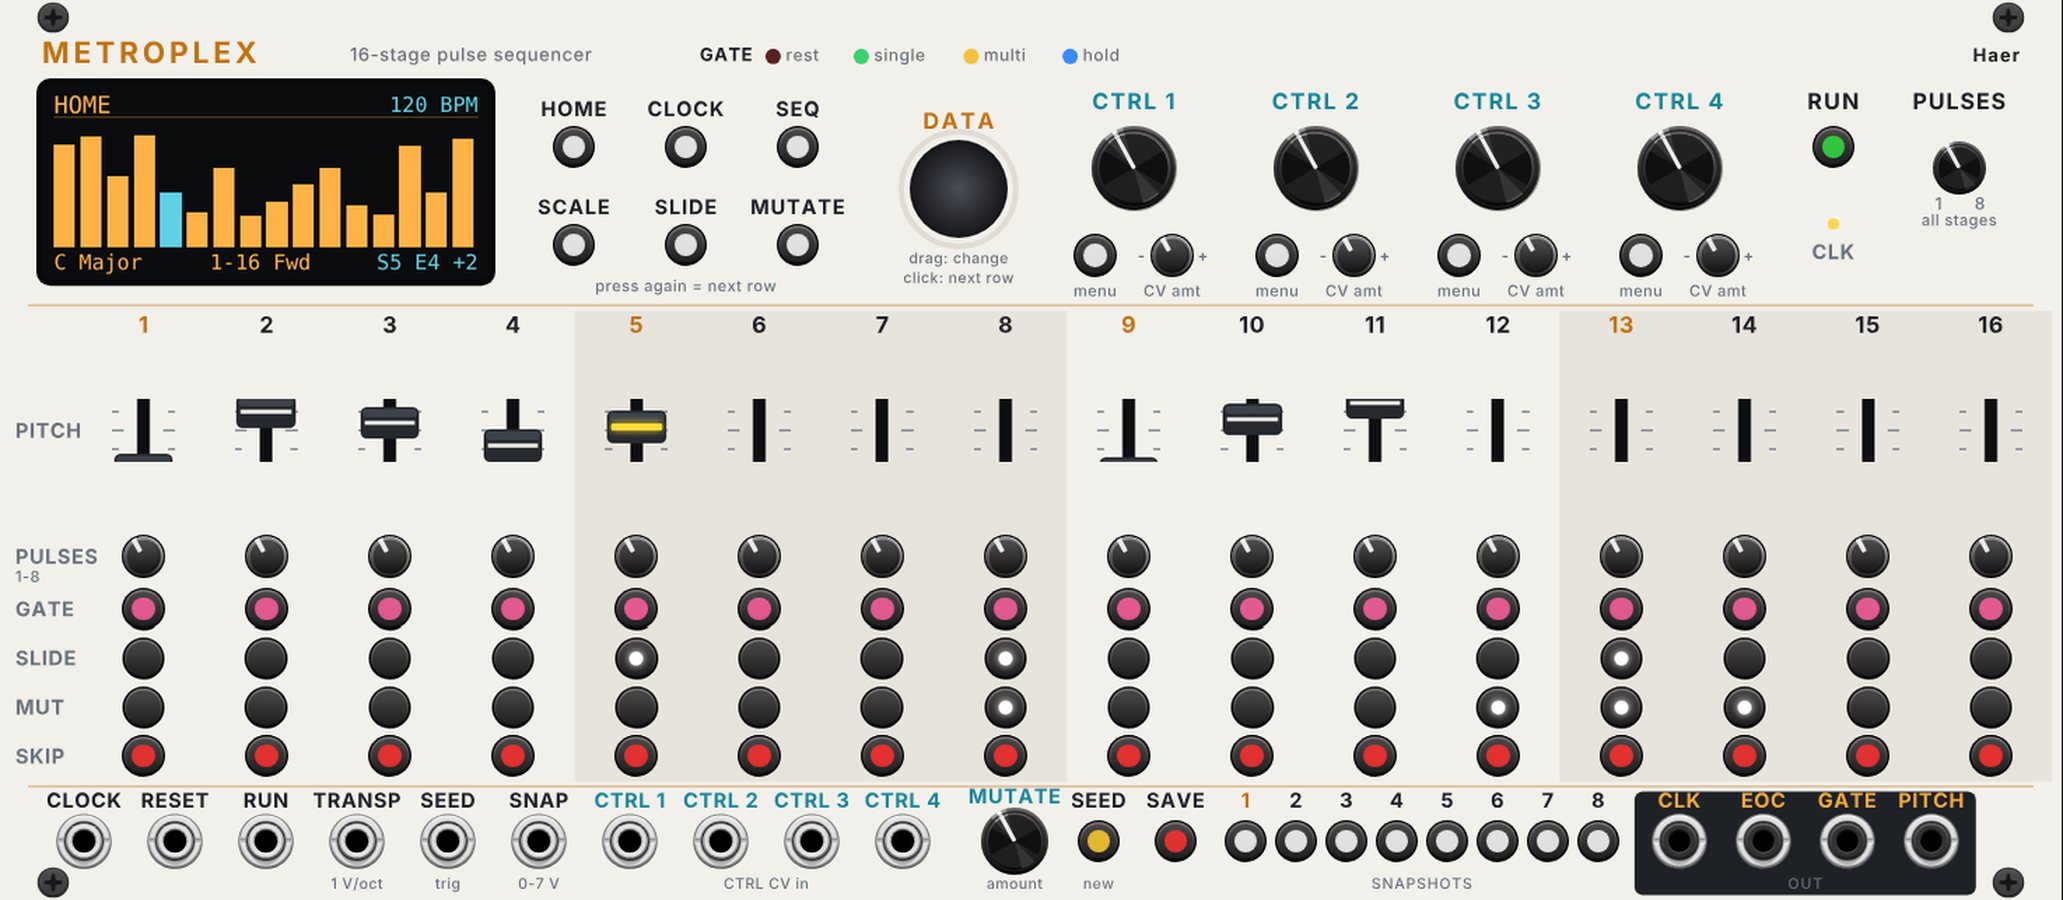 METROPLEX 16-stage pulse sequencer GATE rest single multi hold Haer
HOME 120 BPM
C Major 1-16 Fwd S5 E4 +2
HOME CLOCK SEQ
SCALE SLIDE MUTATE
press again = next row
DATA
drag: change
click: next row
CTRL 1 CTRL 2 CTRL 3 CTRL 4 RUN PULSES
1 8
all stages
CLK
- + - + - + - +
menu CV amt menu CV amt menu CV amt menu CV amt
1 2 3 4 5 6 7 8 9 10 11 12 13 14 15 16
PITCH
PULSES
1-8
GATE
SLIDE
MUT
SKIP
CLOCK RESET RUN TRANSP SEED SNAP CTRL 1 CTRL 2 CTRL 3 CTRL 4 MUTATE SEED SAVE 1 2 3 4 5 6 7 8 CLK EOC GATE PITCH
1 V/oct trig 0-7 V CTRL CV in amount new SNAPSHOTS OUT